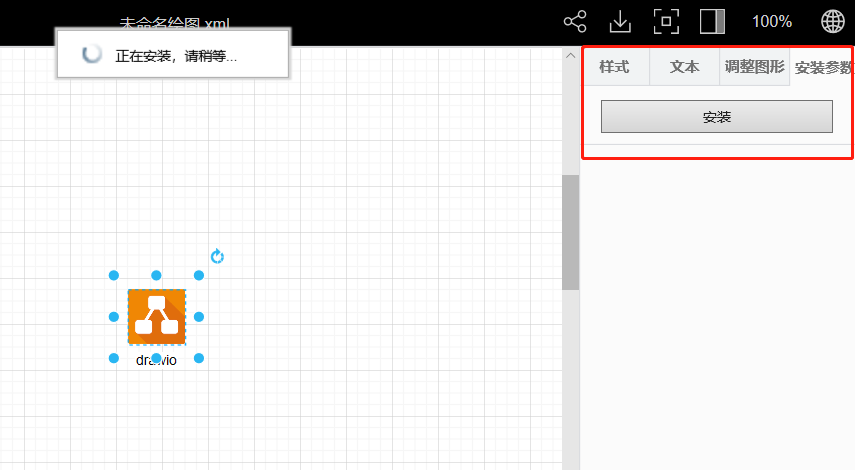 未命名绘图.xml
100%
正在安装，请稍等...
样式 文本 调整图形 安装参数
安装
drawio